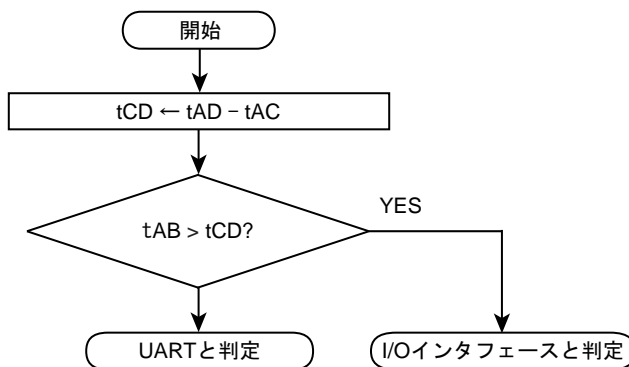 開始
tCD ← tAD − tAC
tAB > tCD?
YES
UARTと判定
I/Oインタフェースと判定